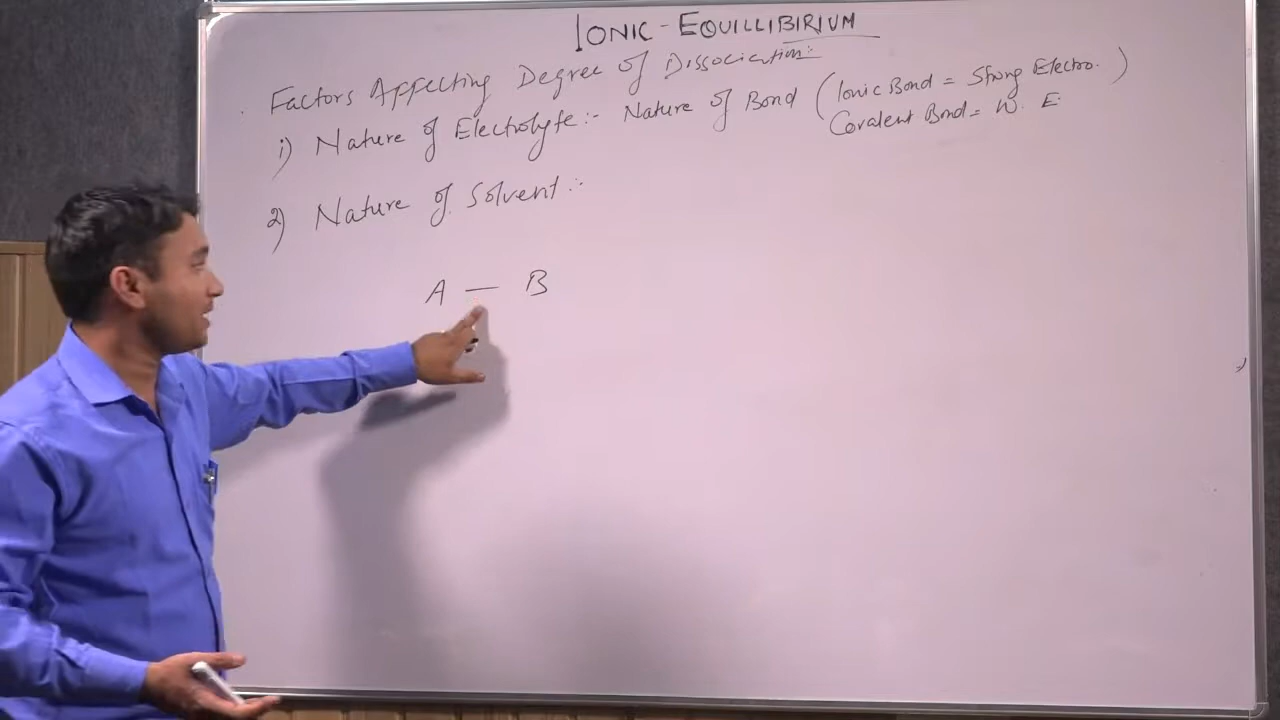 IONIC-EQUILLIBIRIUM
Factors Affecting Degree of Dissociation:-
i) Nature of Electrolyte:- Nature of Bond (Ionic Bond = Strong Electro.)
Covalent Bond = W. E.
2) Nature of Solvent:-
A — B